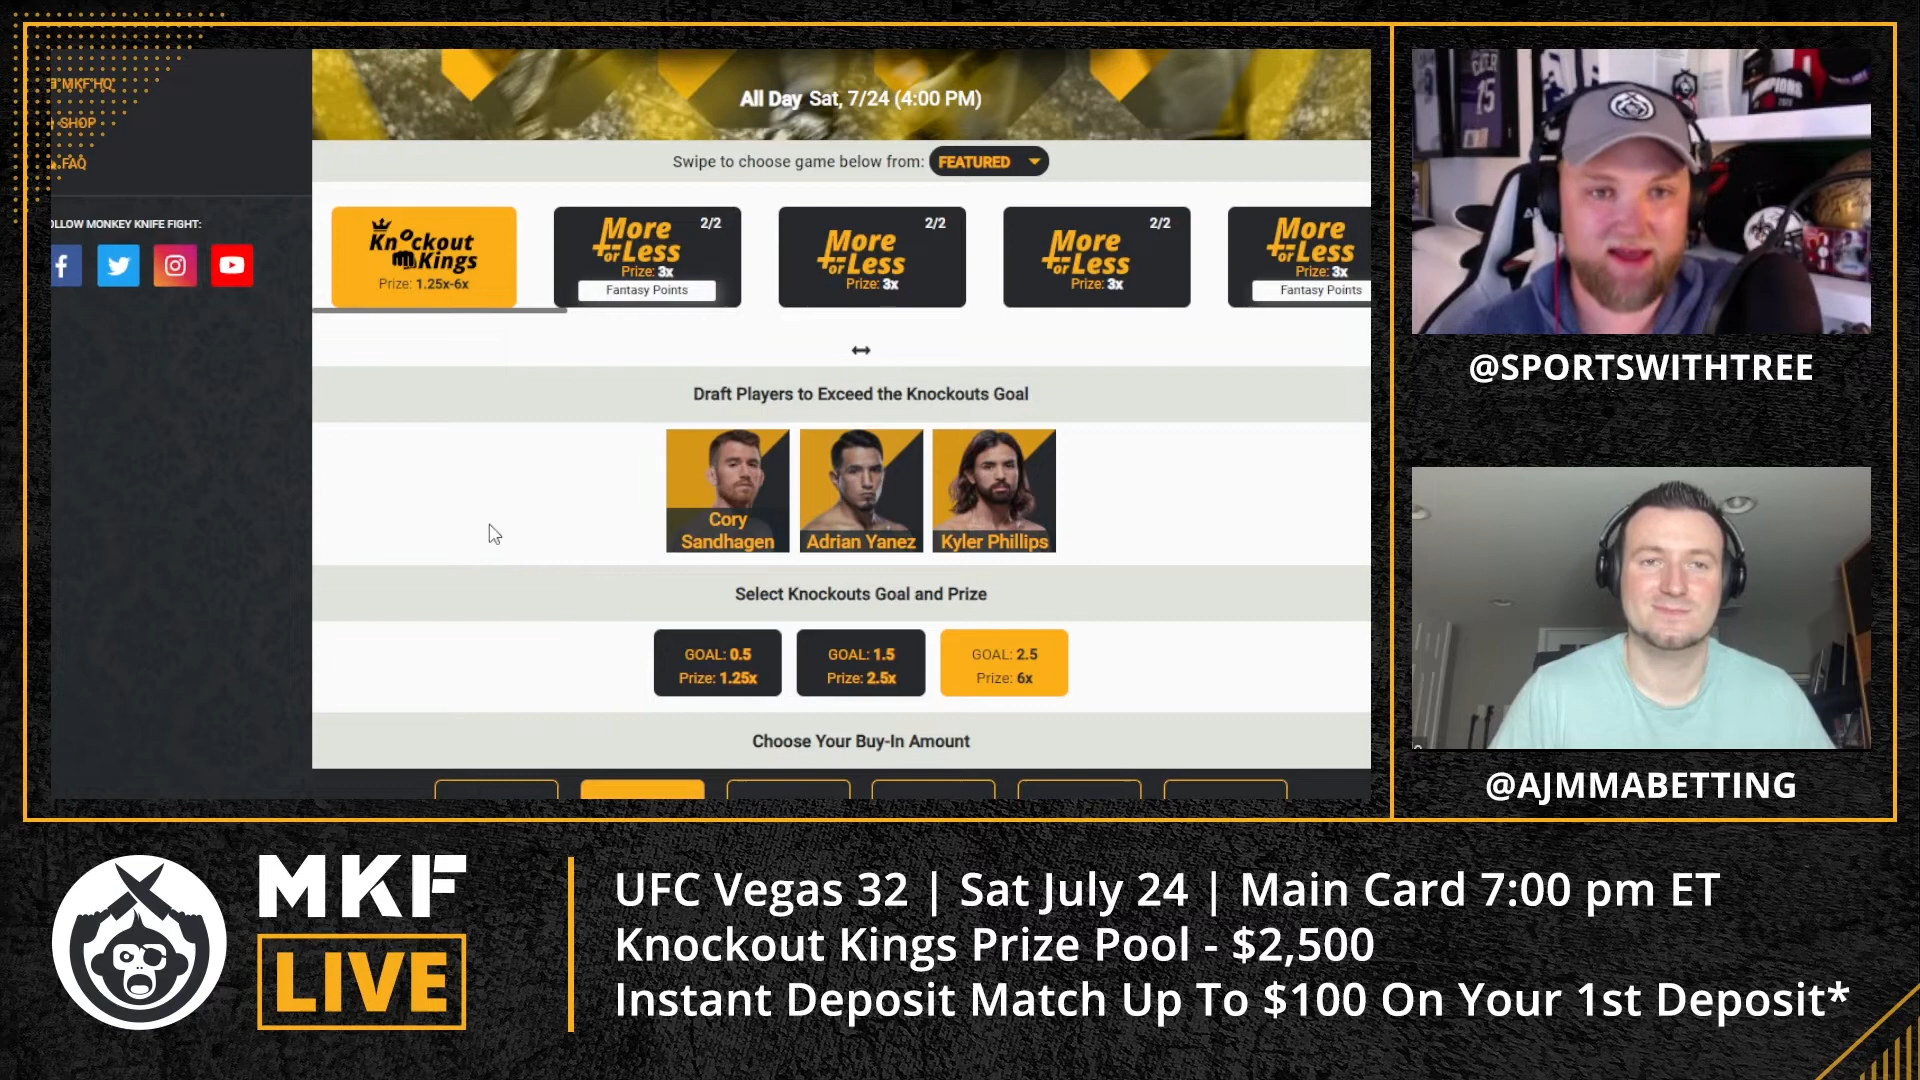 MKF HQ
SHOP
FAQ
OLLOW MONKEY KNIFE FIGHT:
All Day Sat, 7/24 (4:00 PM)
Swipe to choose game below from: FEATURED
Knockout
Kings
Prize: 1.25x-6x
2/2
More
or Less
Prize: 3x
Fantasy Points
2/2
More
or Less
Prize: 3x
2/2
More
or Less
Prize: 3x
More
or Less
Prize: 3x
Fantasy Points
Draft Players to Exceed the Knockouts Goal
Cory
Sandhagen
Adrian Yanez
Kyler Phillips
Select Knockouts Goal and Prize
GOAL: 0.5
Prize: 1.25x
GOAL: 1.5
Prize: 2.5x
GOAL: 2.5
Prize: 6x
Choose Your Buy-In Amount
@SPORTSWITHTREE
@AJMMABETTING
MKF
LIVE
UFC Vegas 32 | Sat July 24 | Main Card 7:00 pm ET
Knockout Kings Prize Pool - $2,500
Instant Deposit Match Up To $100 On Your 1st Deposit*